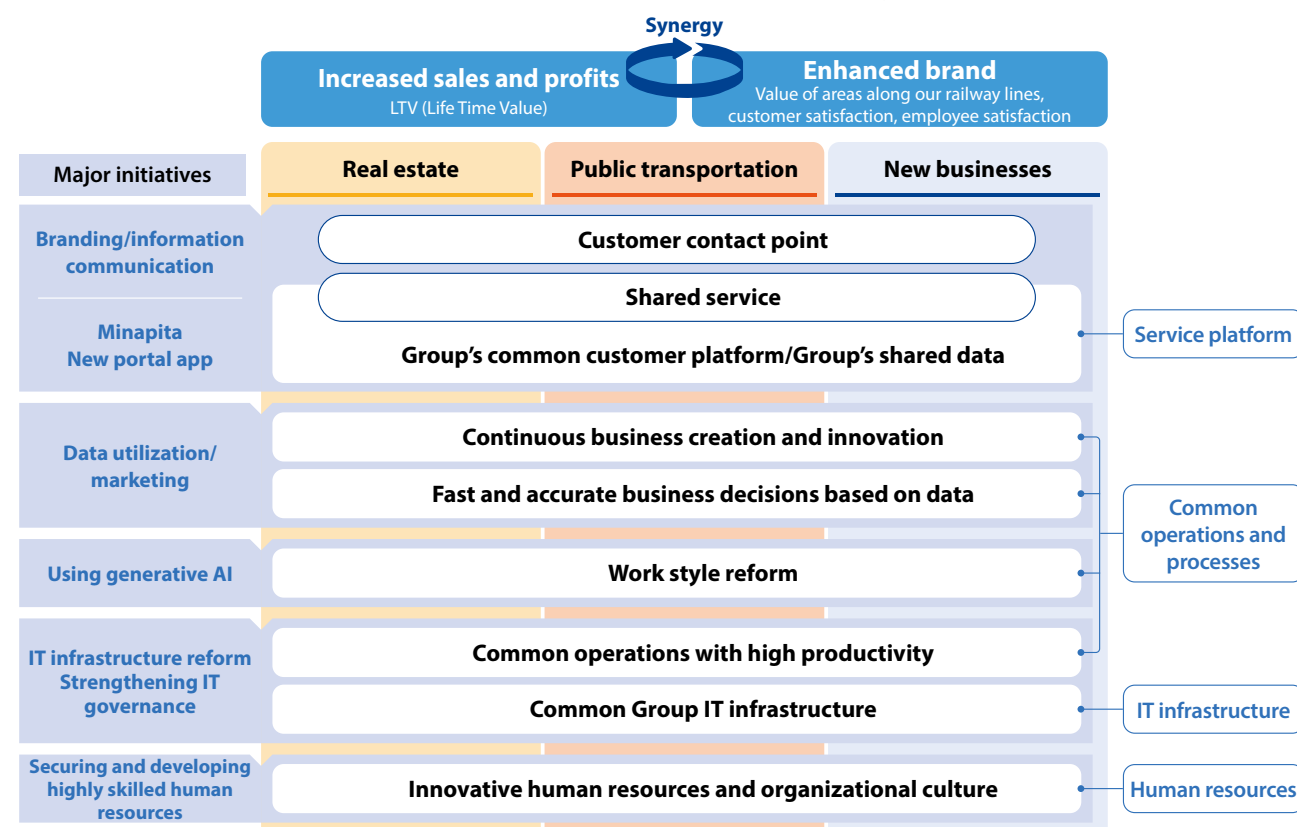 Synergy
Increased sales and profits
LTV (Life Time Value)
Enhanced brand
Value of areas along our railway lines,
customer satisfaction, employee satisfaction
Major initiatives
Real estate
Public transportation
New businesses
Branding/information
communication
Customer contact point
Shared service
Minapita
New portal app
Group's common customer platform/Group's shared data
Service platform
Data utilization/
marketing
Continuous business creation and innovation
Fast and accurate business decisions based on data
Common
operations and
processes
Using generative AI
Work style reform
IT infrastructure reform
Strengthening IT
governance
Common operations with high productivity
Common Group IT infrastructure
IT infrastructure
Securing and developing
highly skilled human
resources
Innovative human resources and organizational culture
Human resources